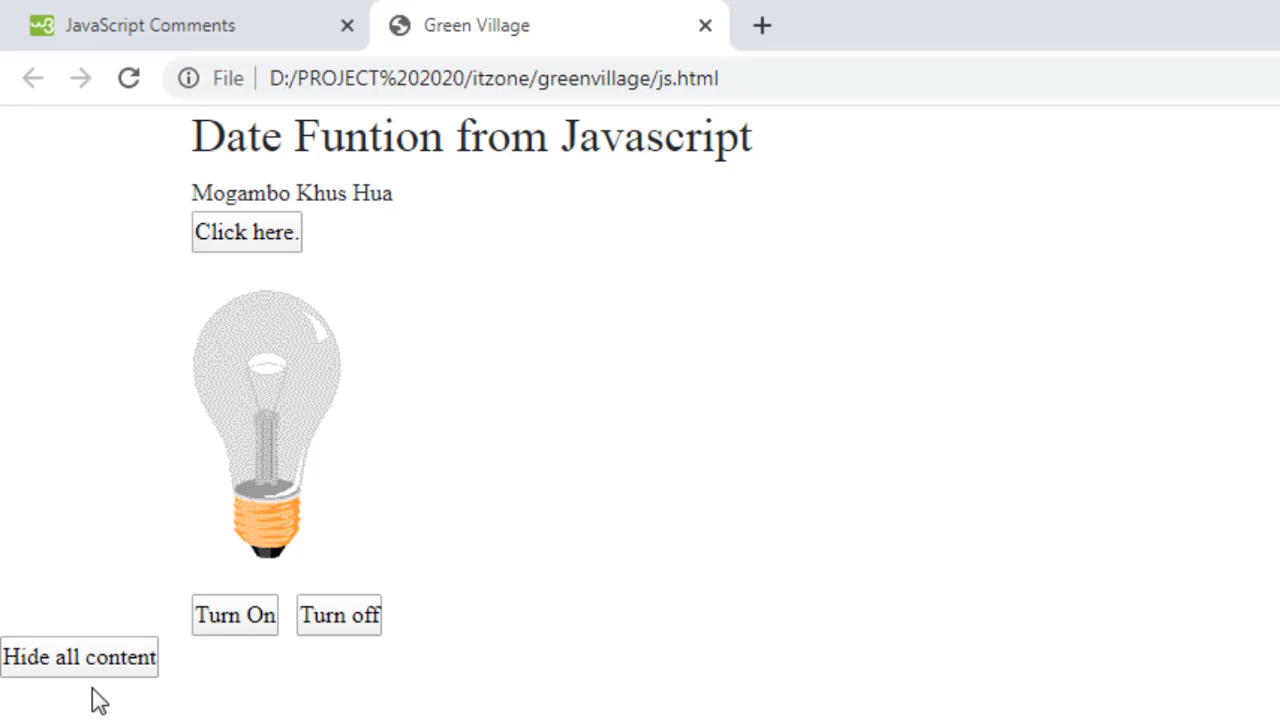 JavaScript Comments
Green Village
File
D:/PROJECT%202020/itzone/greenvillage/js.html
Date Funtion from Javascript
Mogambo Khus Hua
Click here.
Turn On
Turn off
Hide all content